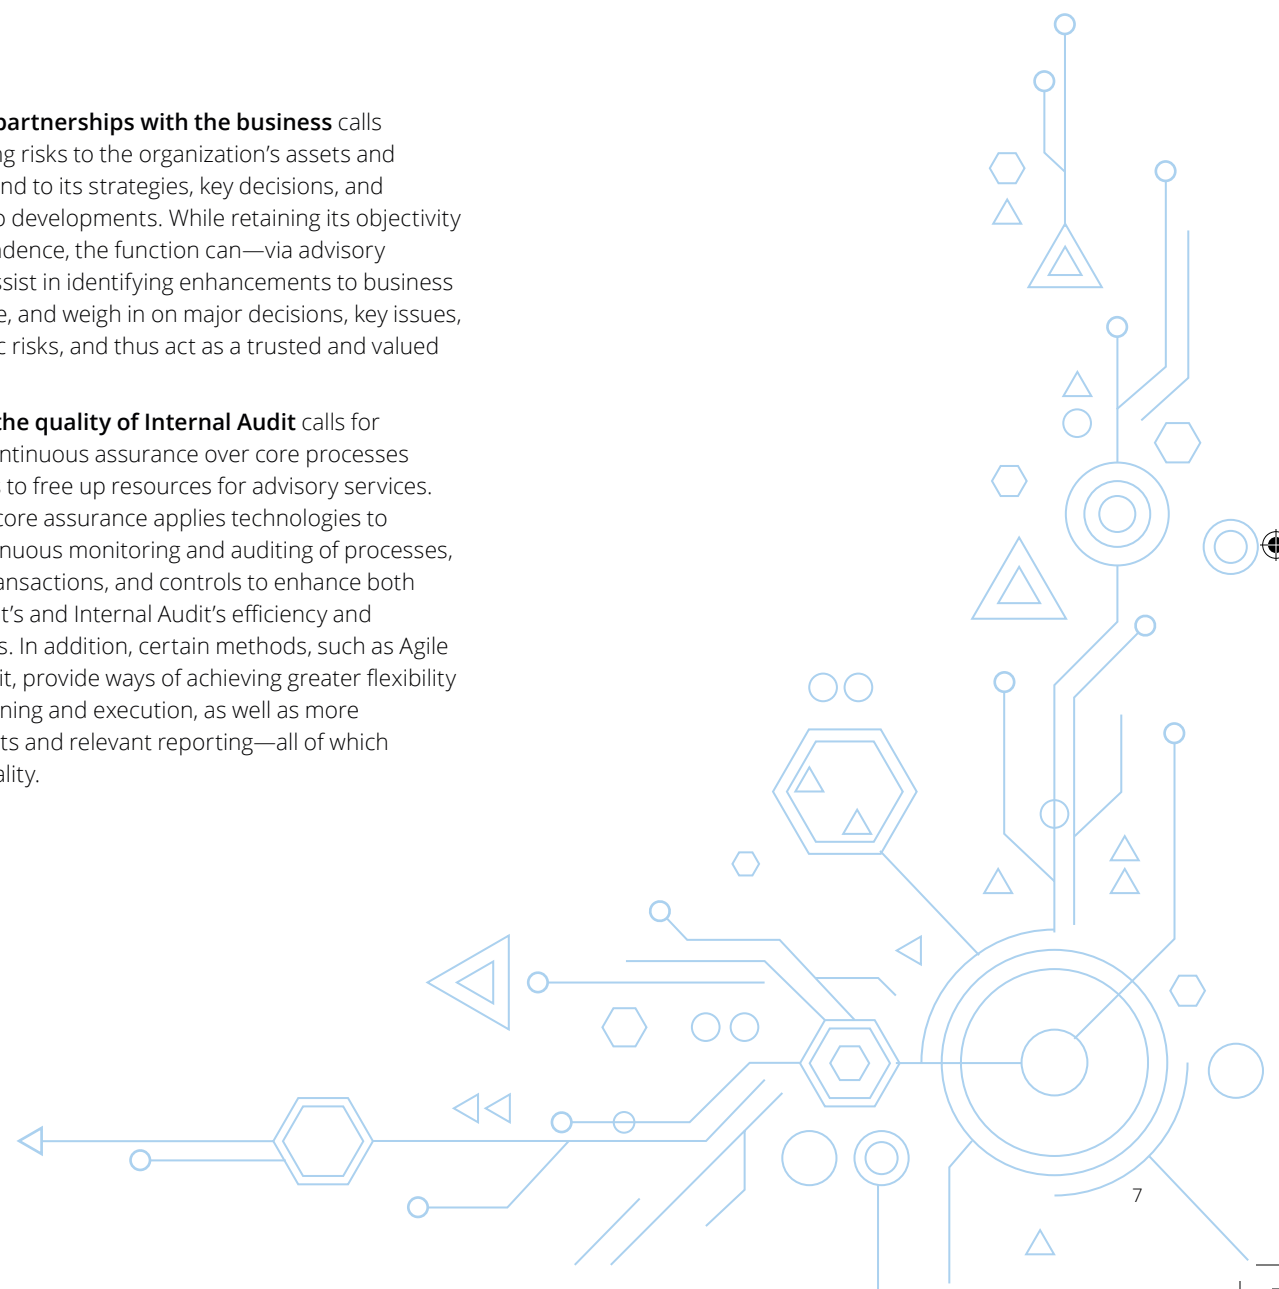 partnerships with the business calls
ng risks to the organization’s assets and
nd to its strategies, key decisions, and
o developments. While retaining its objectivity
dence, the function can—via advisory
ssist in identifying enhancements to business
e, and weigh in on major decisions, key issues,
c risks, and thus act as a trusted and valued
the quality of Internal Audit calls for
ntinuous assurance over core processes
s to free up resources for advisory services.
core assurance applies technologies to
nuous monitoring and auditing of processes,
ansactions, and controls to enhance both
t’s and Internal Audit’s efficiency and
s. In addition, certain methods, such as Agile
it, provide ways of achieving greater flexibility
ning and execution, as well as more
ts and relevant reporting—all of which
ality.
7